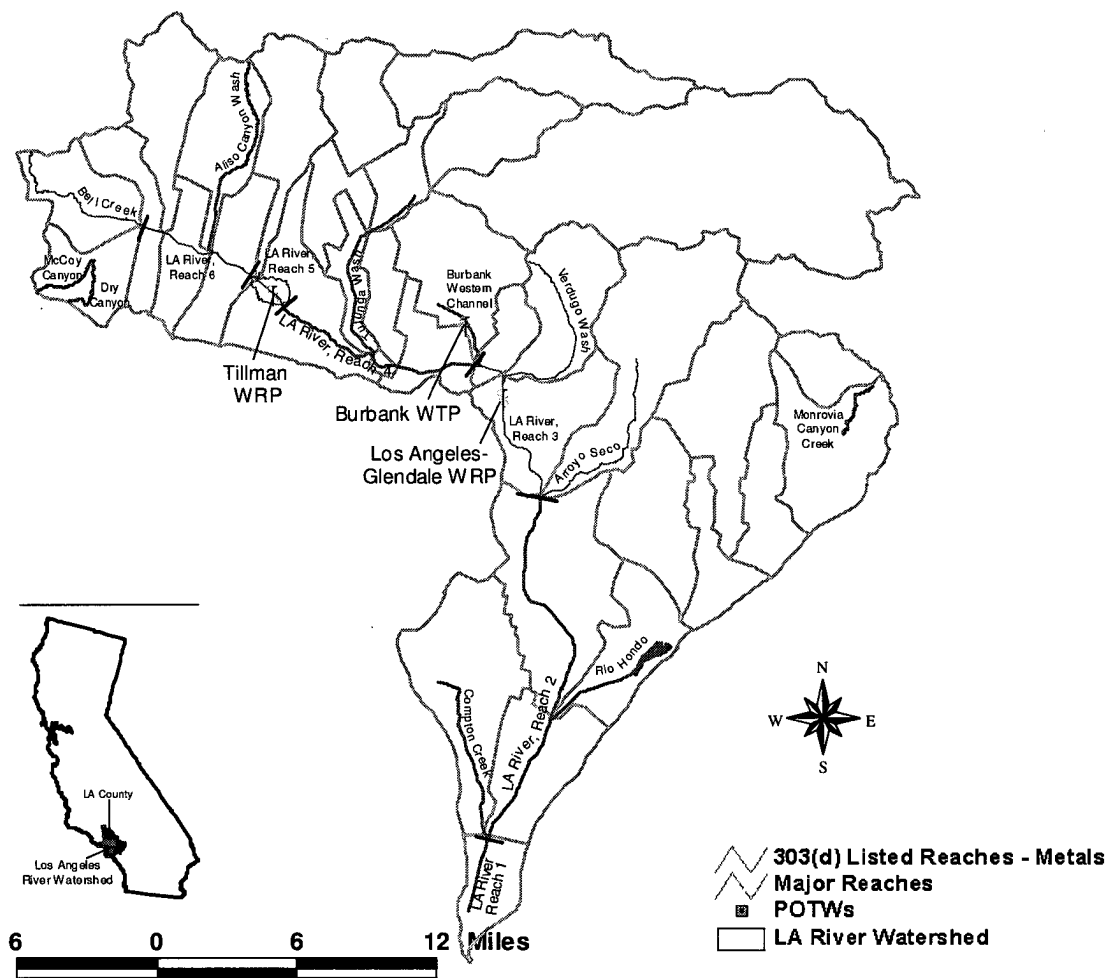 Aliso Canyon Wash
Bell Creek
McCoy
Canyon
Dry
Canyon
LA River,
Reach 6
LA River,
Reach 5
Tujunga Wash
LA River, Reach 4
Burbank
Western
Channel
Verdugo Wash
Tillman
WRP
Burbank WTP
Los Angeles-
Glendale WRP
LA River,
Reach 3
Arroyo Seco
Monrovia
Canyon
Creek
Rio Hondo
LA River, Reach 2
Compton Creek
LA River
Reach 1
N
W
E
S
LA County
Los Angeles
River Watershed
6 0 6 12 Miles
303(d) Listed Reaches - Metals
Major Reaches
POTWs
LA River Watershed